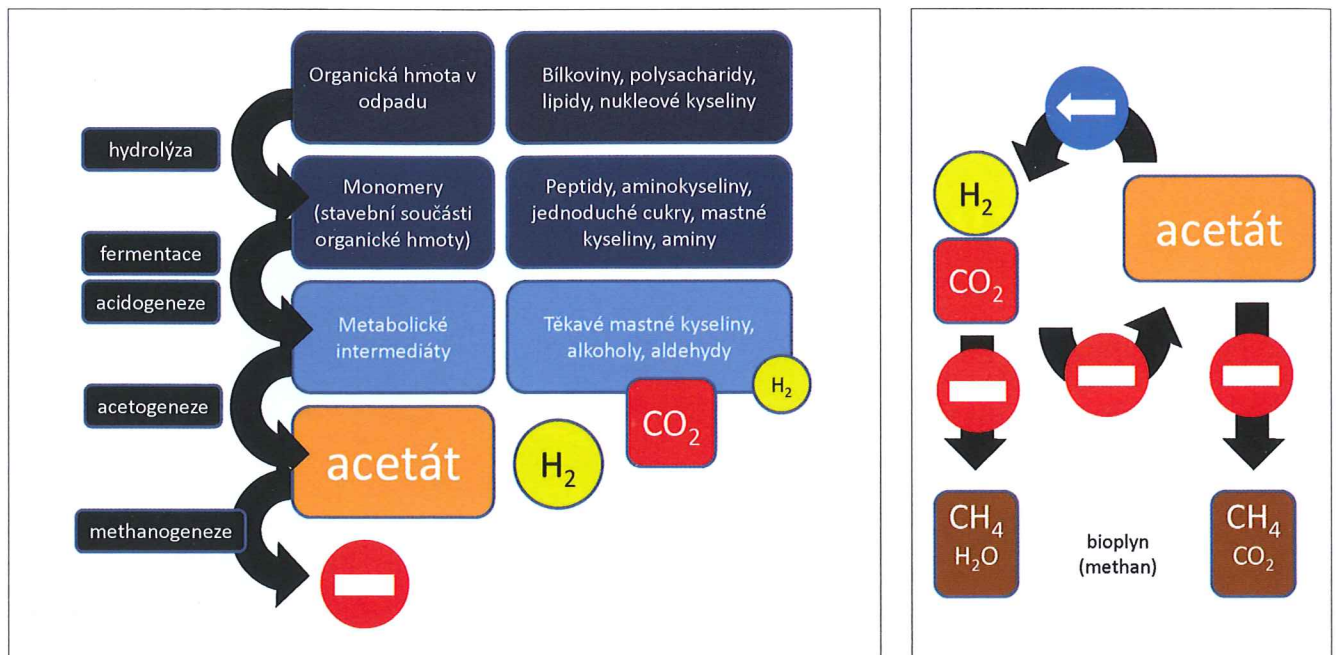 Organická hmota v
odpadu
Bílkoviny, polysacharidy,
lipidy, nukleové kyseliny
hydrolýza
Monomery
(stavební součásti
organické hmoty)
Peptidy, aminokyseliny,
jednoduché cukry, mastné
kyseliny, aminy
fermentace
acidogeneze
Metabolické
intermediáty
Těkavé mastné kyseliny,
alkoholy, aldehydy
H₂
CO₂
acetogeneze
acetát
H₂
methanogeneze
H₂
CO₂
acetát
CH₄
H₂O
bioplyn
(methan)
CH₄
CO₂